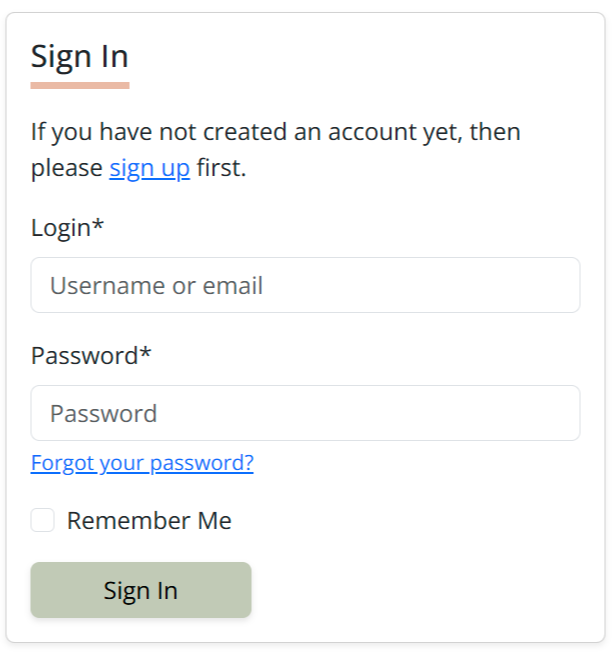 Sign In
If you have not created an account yet, then
please sign up first.
Login*
Username or email
Password*
Password
Forgot your password?
Remember Me
Sign In